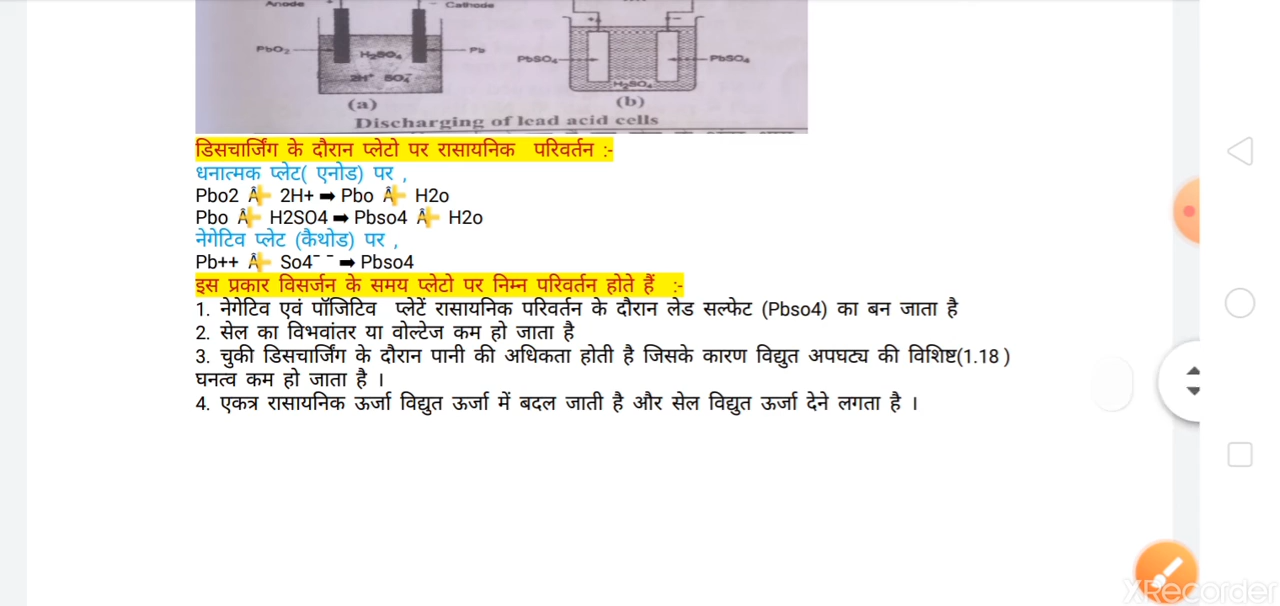 Anode
Cathode
PbO₂
H₂SO₄
Pb
2H⁺ SO₄⁻⁻
(a)
PbSO₄
PbSO₄
H₂SO₄
(b)
Discharging of lead acid cells
डिसचार्जिंग के दौरान प्लेटो पर रासायनिक परिवर्तन :-
धनात्मक प्लेट( एनोड) पर ,
Pbo2 Â➕ 2H+ ➡ Pbo Â➕ H2o
Pbo Â➕ H2SO4 ➡ Pbso4 Â➕ H2o
नेगेटिव प्लेट (कैथोड) पर ,
Pb++ Â➕ So4⁻ ⁻ ➡ Pbso4
इस प्रकार विसर्जन के समय प्लेटो पर निम्न परिवर्तन होते हैं :-
1. नेगेटिव एवं पॉजिटिव प्लेटें रासायनिक परिवर्तन के दौरान लेड सल्फेट (Pbso4) का बन जाता है
2. सेल का विभवांतर या वोल्टेज कम हो जाता है
3. चुकी डिसचार्जिंग के दौरान पानी की अधिकता होती है जिसके कारण विद्युत अपघट्य की विशिष्ट(1.18 )
घनत्व कम हो जाता है ।
4. एकत्र रासायनिक ऊर्जा विद्युत ऊर्जा में बदल जाती है और सेल विद्युत ऊर्जा देने लगता है ।
XRecorder